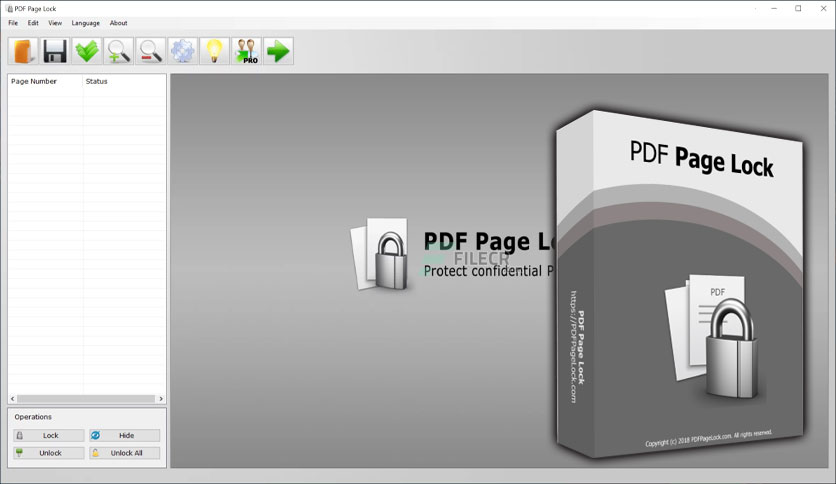 PDF Page Lock
File Edit View Language About
PRO
Page Number Status
PDF Page Lo
FILECR
Protect confidential P
PDF Page Lock
PDF
PDF Page Lock
https://PDFPageLock.com
Copyright (c) 2018 PDFPageLock.com. All rights reserved.
Operations
Lock Hide
Unlock Unlock All